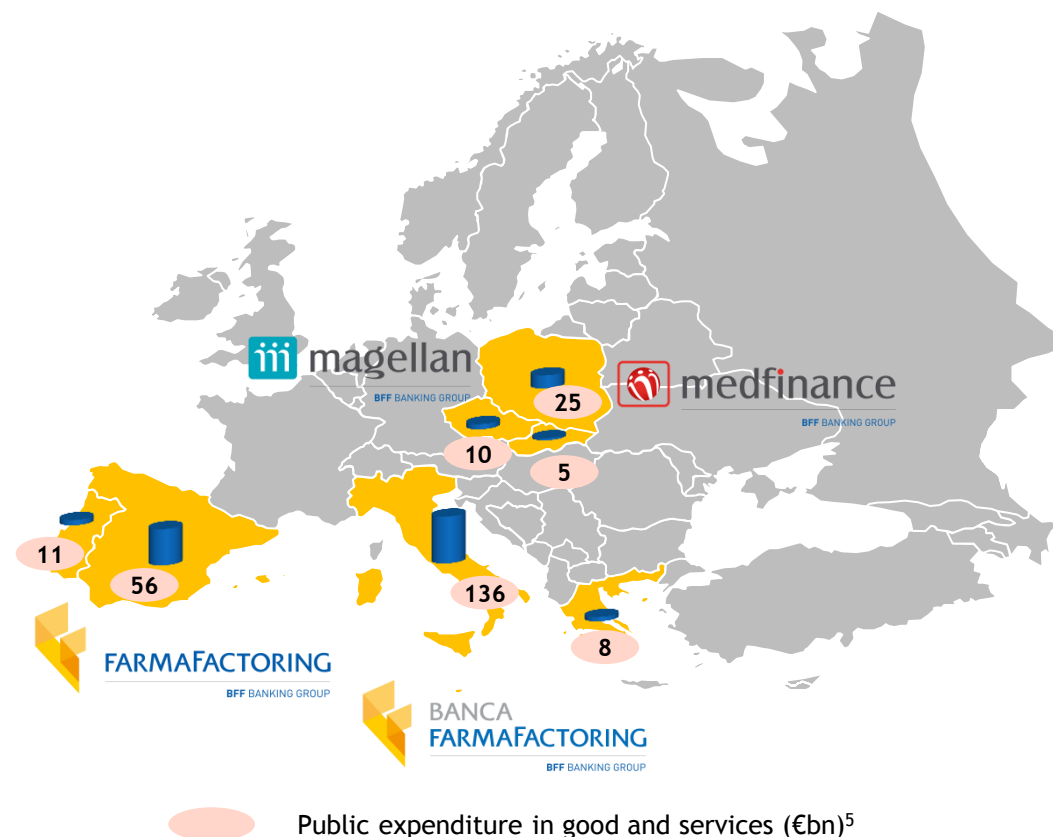 magellan
BFF BANKING GROUP
medfinance
BFF BANKING GROUP
25
10
5
11
56
136
8
FARMAFACTORING
BFF BANKING GROUP
BANCA
FARMAFACTORING
BFF BANKING GROUP
Public expenditure in good and services (€bn)⁵